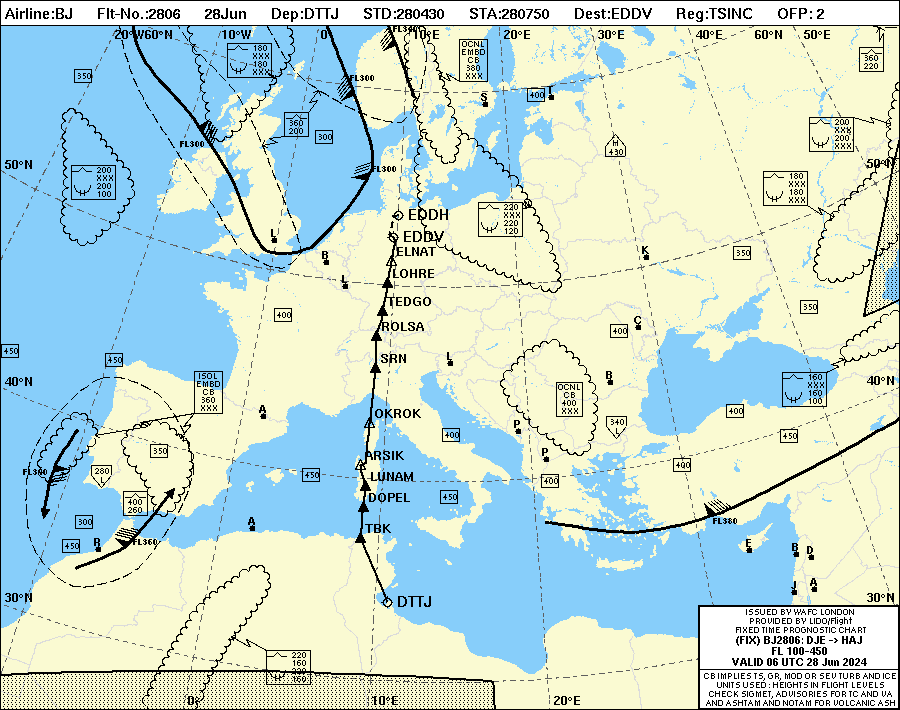 Airline:BJ Flt-No.:2806 28Jun Dep:DTTJ STD:280430 STA:280750 Dest:EDDV Reg:TSINC OFP: 2
20°W60°N 10°W 0° 10°E 20°E 30°E 40°E 60°N 50°E
FL340
180
XXX
180
XXX
OCNL
EMBD
CB
380
XXX
360
220
350
FL300
400
T
S
360
200
300
FL300
H
430
200
XXX
200
XXX
50°N
50°N
200
XXX
200
100
FL300
180
XXX
180
XXX
220
XXX
220
120
EDDH
EDDV
ELNAT
L
B
L
K
350
LOHRE
TEDGO
ROLSA
SRN
OKROK
ARSIK
LUNAM
DOPEL
TBK
DTTJ
400
350
C
400
450
450
L
B
40°N
40°N
ISOL
EMBD
CB
360
XXX
OCNL
CB
400
XXX
160
XXX
160
100
A
400
340
L
P
400
450
350
FL360
280
L
450
P
400
400
450
400
260
300
450
R
FL360
A
FL380
E
B
D
J
A
30°N
30°N
220
160
160
XXX
0°
10°E
20°E
ISSUED BY WAFC LONDON
PROVIDED BY LIDO/Flight
FIXED TIME PROGNOSTIC CHART
(FIX) BJ2806: DJE -> HAJ
FL 100-450
VALID 06 UTC 28 Jun 2024
CB IMPLIES TS, GR, MOD OR SEV TURB AND ICE
UNITS USED : HEIGHTS IN FLIGHT LEVELS
CHECK SIGMET, ADVISORIES FOR TC AND VA
AND ASHTAM AND NOTAM FOR VOLCANIC ASH